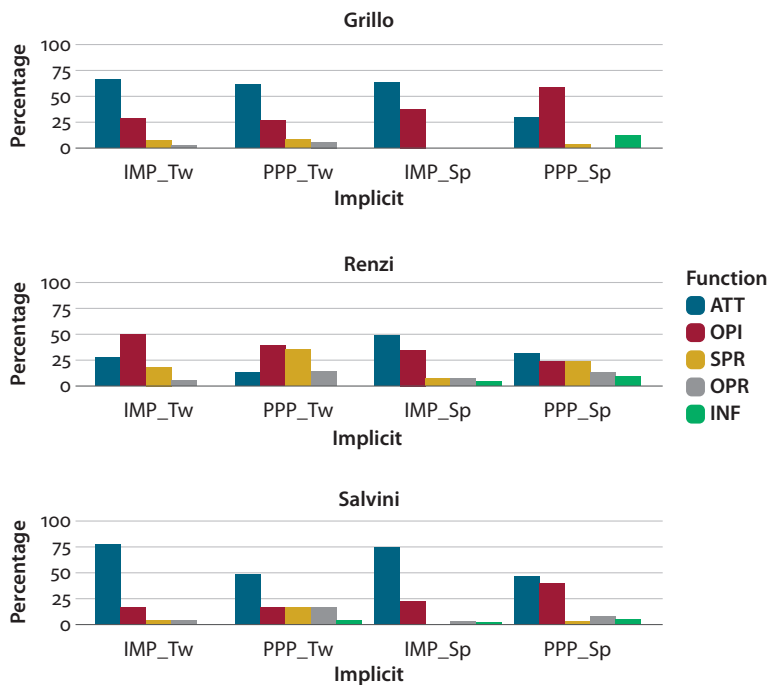 Grillo
Percentage
100
75
50
25
0
IMP_Tw PPP_Tw IMP_Sp PPP_Sp
Implicit
Renzi
Percentage
100
75
50
25
0
IMP_Tw PPP_Tw IMP_Sp PPP_Sp
Implicit
Function
ATT
OPI
SPR
OPR
INF
Salvini
Percentage
100
75
50
25
0
IMP_Tw PPP_Tw IMP_Sp PPP_Sp
Implicit